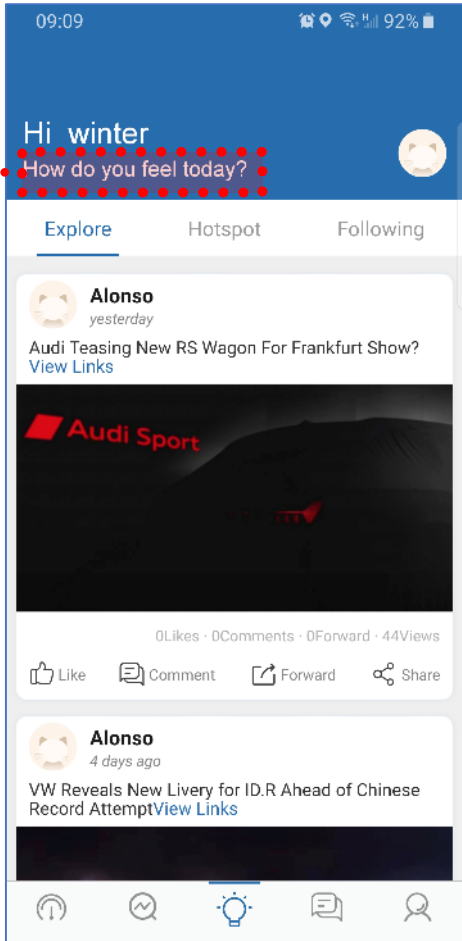 09:09 92%
Hi winter
How do you feel today?
Explore Hotspot Following
Alonso
yesterday
Audi Teasing New RS Wagon For Frankfurt Show?
View Links
Audi Sport
0Likes · 0Comments · 0Forward · 44Views
Like Comment Forward Share
Alonso
4 days ago
VW Reveals New Livery for ID.R Ahead of Chinese
Record AttemptView Links